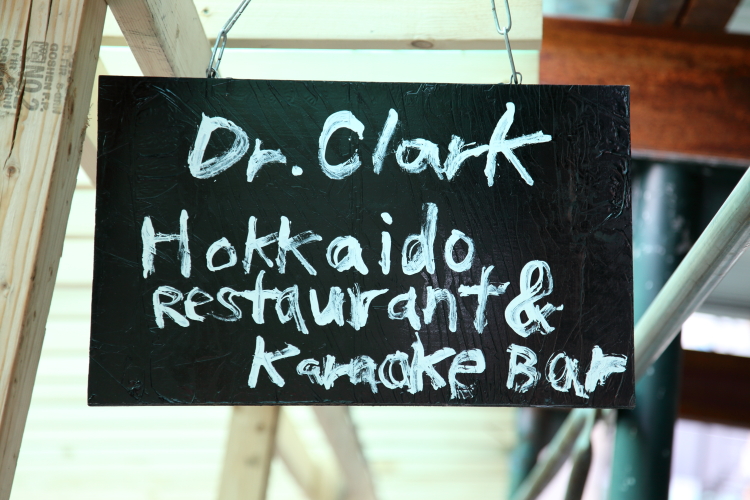 Dr. Clark
Hokkaido
Restaurant &
Karaoke Bar